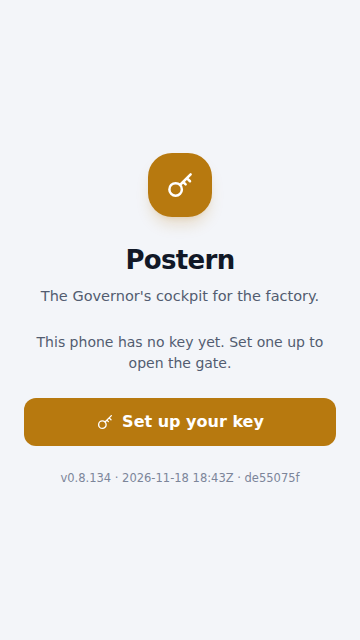 Postern
The Governor's cockpit for the factory.
This phone has no key yet. Set one up to
open the gate.
Set up your key
v0.8.134 · 2026-11-18 18:43Z · de55075f